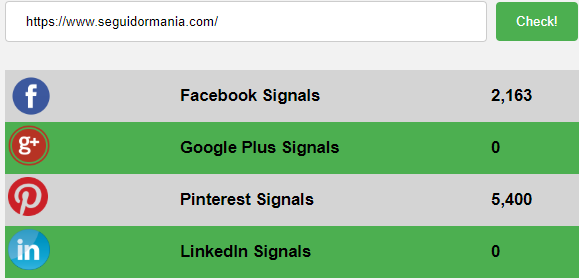 https://www.seguidormania.com/ Check!
f Facebook Signals 2,163
g+ Google Plus Signals 0
Pinterest Signals 5,400
in LinkedIn Signals 0